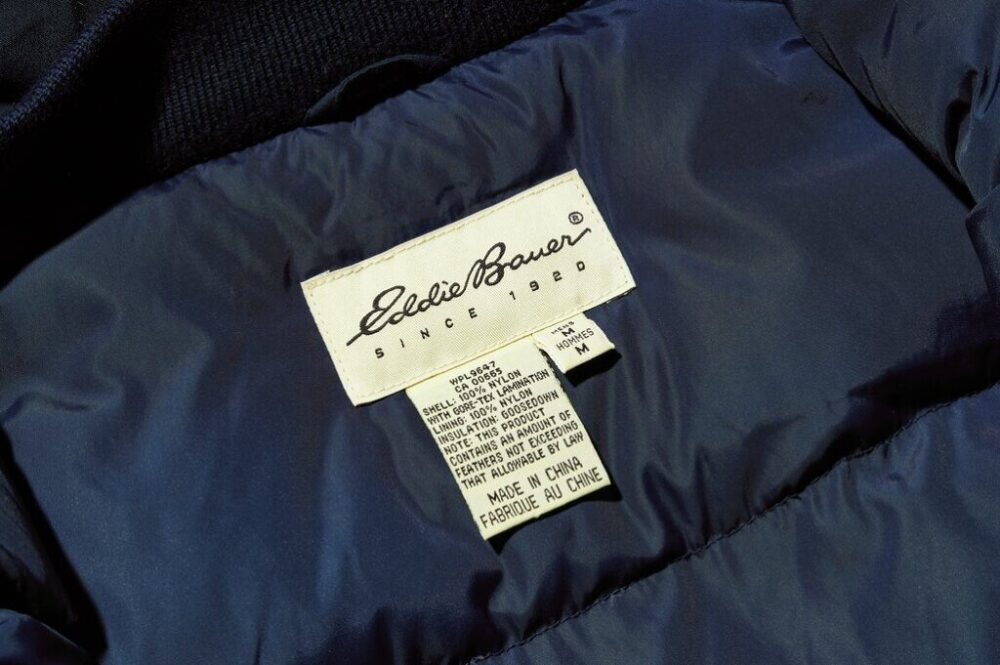 Eddie Bauer®
SINCE 1920
MEN'S
M
HOMMES
M
WPL9647
CA 00665
SHELL: 100% NYLON
WITH GORE-TEX LAMINATION
LINING: 100% NYLON
INSULATION: GOOSEDOWN
NOTE: THIS PRODUCT
CONTAINS AN AMOUNT OF
FEATHERS NOT EXCEEDING
THAT ALLOWABLE BY LAW
MADE IN CHINA
FABRIQUE AU CHINE